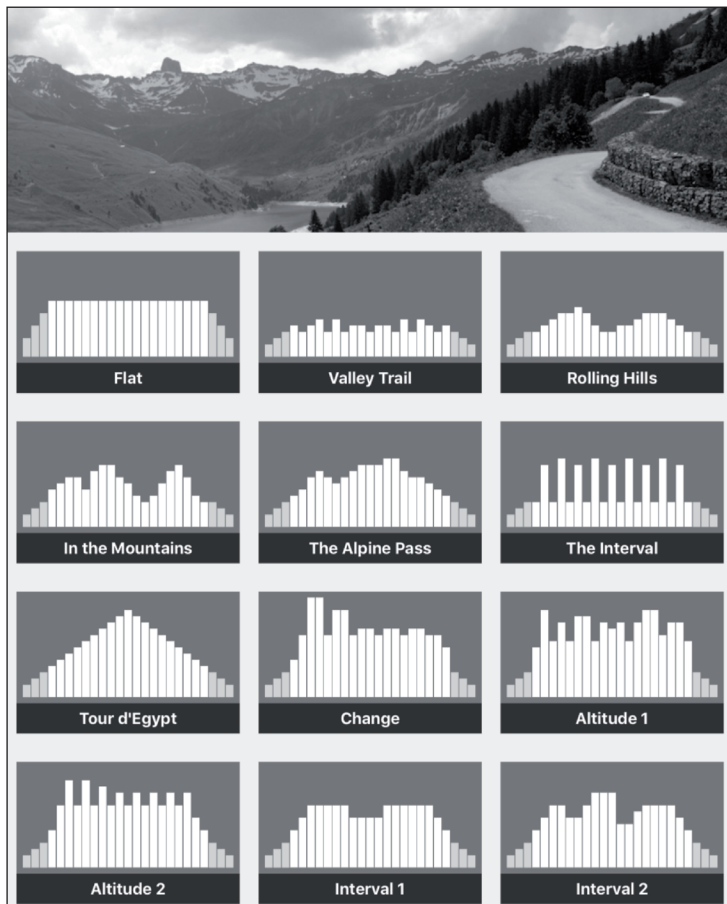 Flat
Valley Trail
Rolling Hills
In the Mountains
The Alpine Pass
The Interval
Tour d'Egypt
Change
Altitude 1
Altitude 2
Interval 1
Interval 2